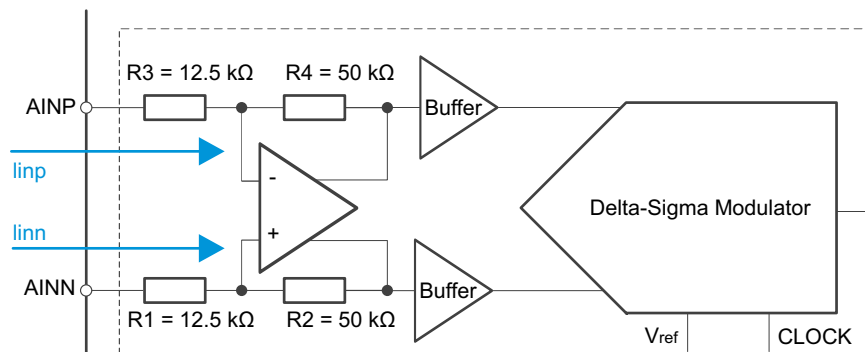 R3 = 12.5 kΩ
R4 = 50 kΩ
AINP
Buffer
Iinp
-
Delta-Sigma Modulator
Iinn
+
AINN
Buffer
R1 = 12.5 kΩ
R2 = 50 kΩ
Vref
CLOCK